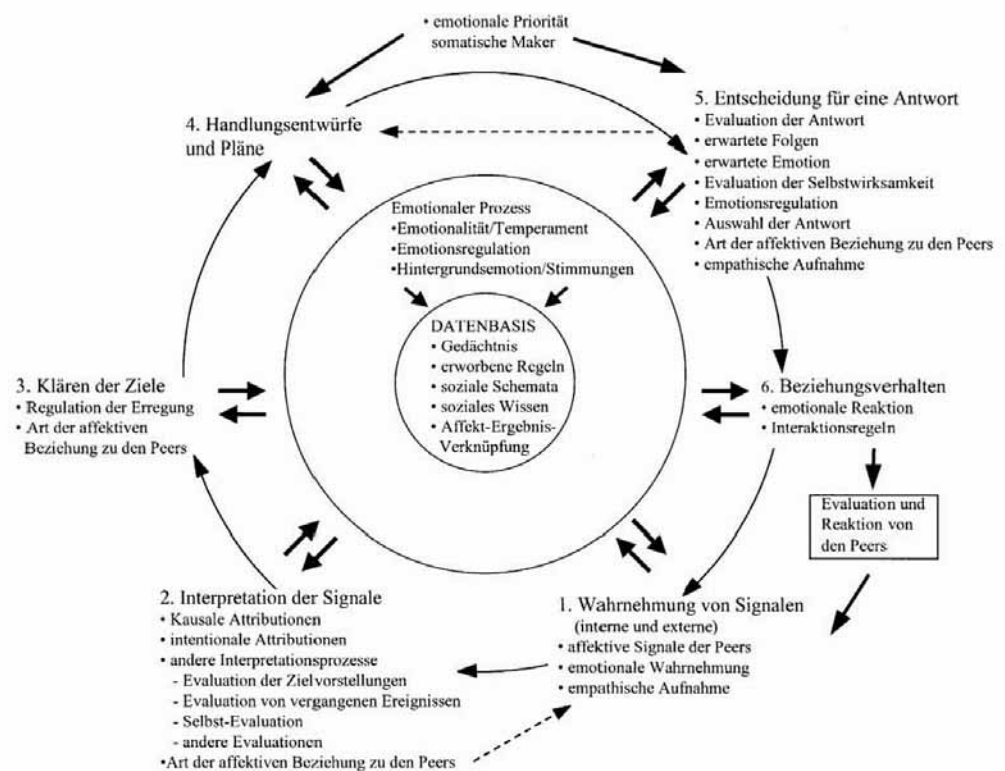 • emotionale Priorität
somatische Maker
4. Handlungsentwürfe
und Pläne
5. Entscheidung für eine Antwort
• Evaluation der Antwort
• erwartete Folgen
• erwartete Emotion
• Evaluation der Selbstwirksamkeit
• Emotionsregulation
• Auswahl der Antwort
• Art der affektiven Beziehung zu den Peers
• empathische Aufnahme
Emotionaler Prozess
•Emotionalität/Temperament
•Emotionsregulation
•Hintergrundsemotion/Stimmungen
DATENBASIS
• Gedächtnis
• erworbene Regeln
• soziale Schemata
• soziales Wissen
• Affekt-Ergebnis-
Verknüpfung
3. Klären der Ziele
• Regulation der Erregung
• Art der affektiven
Beziehung zu den Peers
6. Beziehungsverhalten
• emotionale Reaktion
• Interaktionsregeln
Evaluation und
Reaktion von
den Peers
2. Interpretation der Signale
• Kausale Attributionen
• intentionale Attributionen
• andere Interpretationsprozesse
- Evaluation der Zielvorstellungen
- Evaluation von vergangenen Ereignissen
- Selbst-Evaluation
- andere Evaluationen
•Art der affektiven Beziehung zu den Peers
1. Wahrnehmung von Signalen
(interne und externe)
• affektive Signale der Peers
• emotionale Wahrnehmung
• empathische Aufnahme